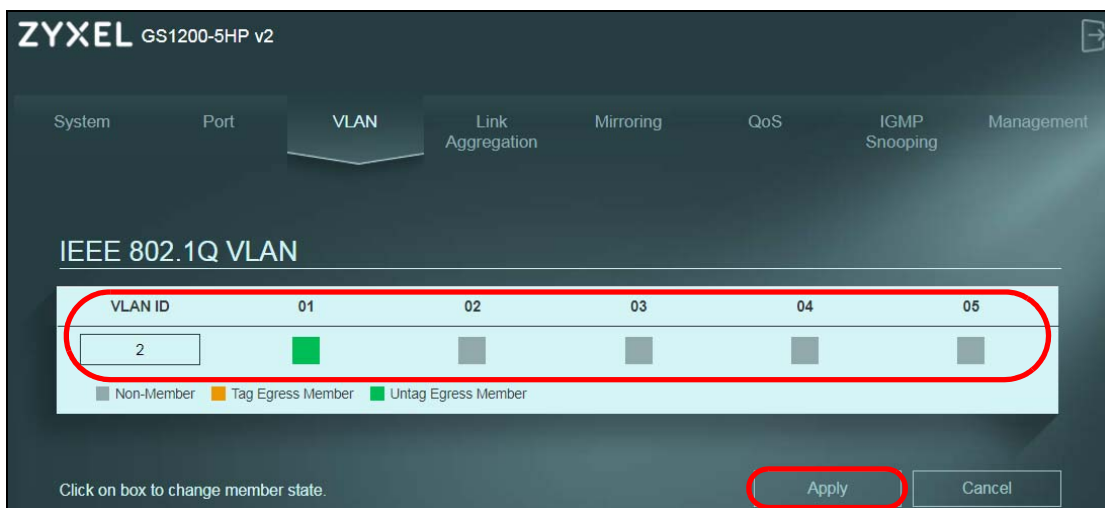 ZYXEL GS1200-5HP v2
System Port VLAN Link Aggregation Mirroring QoS IGMP Snooping Management
IEEE 802.1Q VLAN
VLAN ID 01 02 03 04 05
2
Non-Member Tag Egress Member Untag Egress Member
Click on box to change member state. Apply Cancel